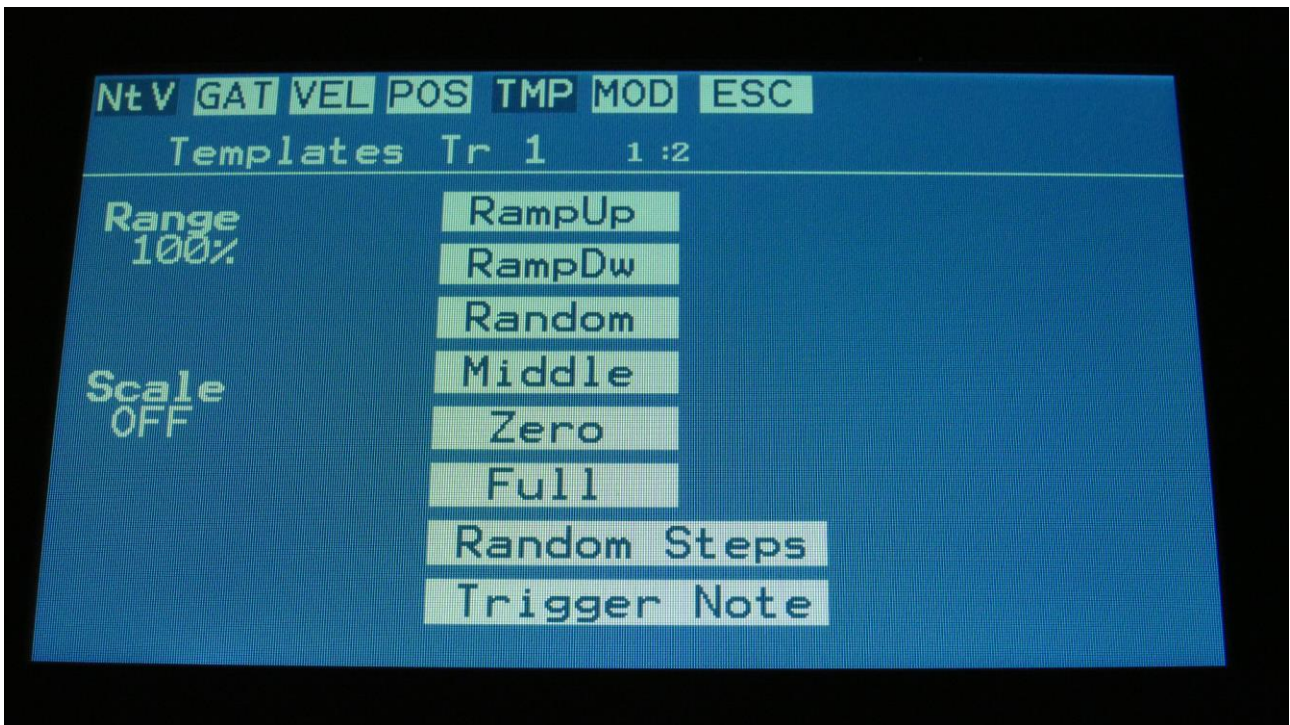 NtV GAT VEL POS TMP MOD ESC
Templates Tr 1 1 :2
Range
100%
RampUp
RampDw
Random
Middle
Scale
OFF
Zero
Full
Random Steps
Trigger Note